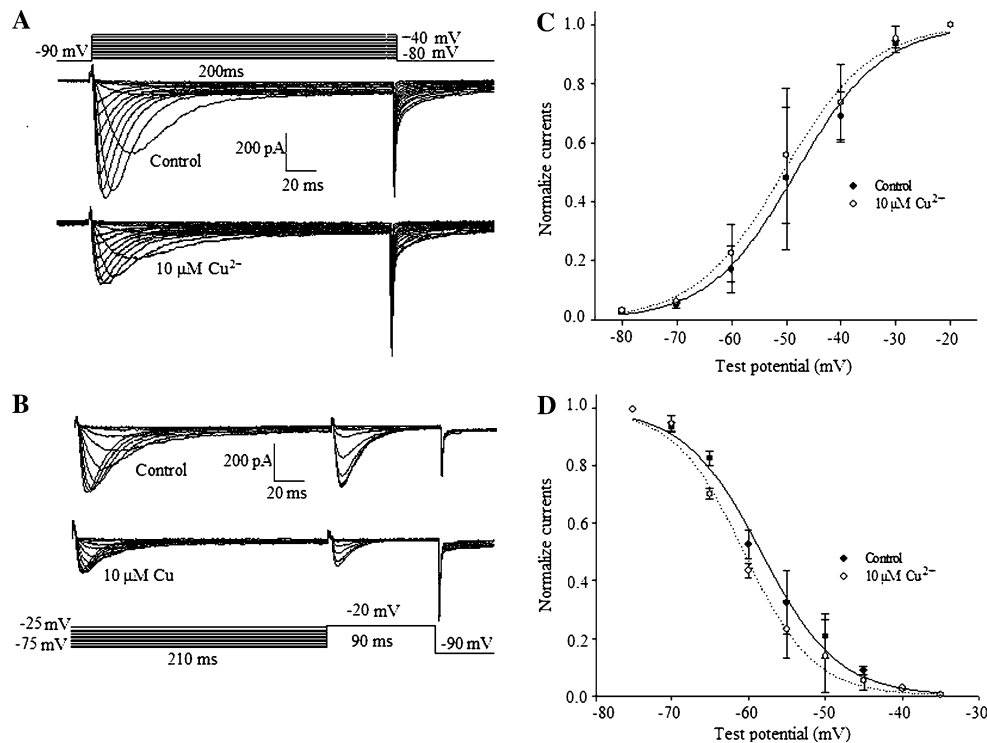 A
-90 mV
-40 mV
-80 mV
200ms
Control
200 pA
20 ms
10 µM Cu²⁻
B
Control
200 pA
20 ms
10 µM Cu
-25 mV
-75 mV
210 ms
-20 mV
90 ms
-90 mV
C
Normalize currents
1.0
0.8
0.6
0.4
0.2
0.0
Control
10 µM Cu²⁻
-80 -70 -60 -50 -40 -30 -20
Test potential (mV)
D
Normalize currents
1.0
0.8
0.6
0.4
0.2
0.0
Control
10 µM Cu²⁻
-80 -70 -60 -50 -40 -30
Test potential (mV)